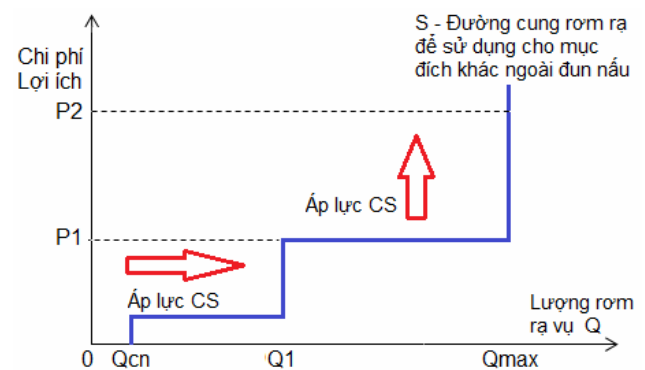 S - Đường cung rơm rạ
để sử dụng cho mục
đích khác ngoài đun nấu
Chi phí
Lợi ích
P2
Áp lực CS
P1
Áp lực CS
Lượng rơm
rạ vụ Q
0 Qcn Q1 Qmax